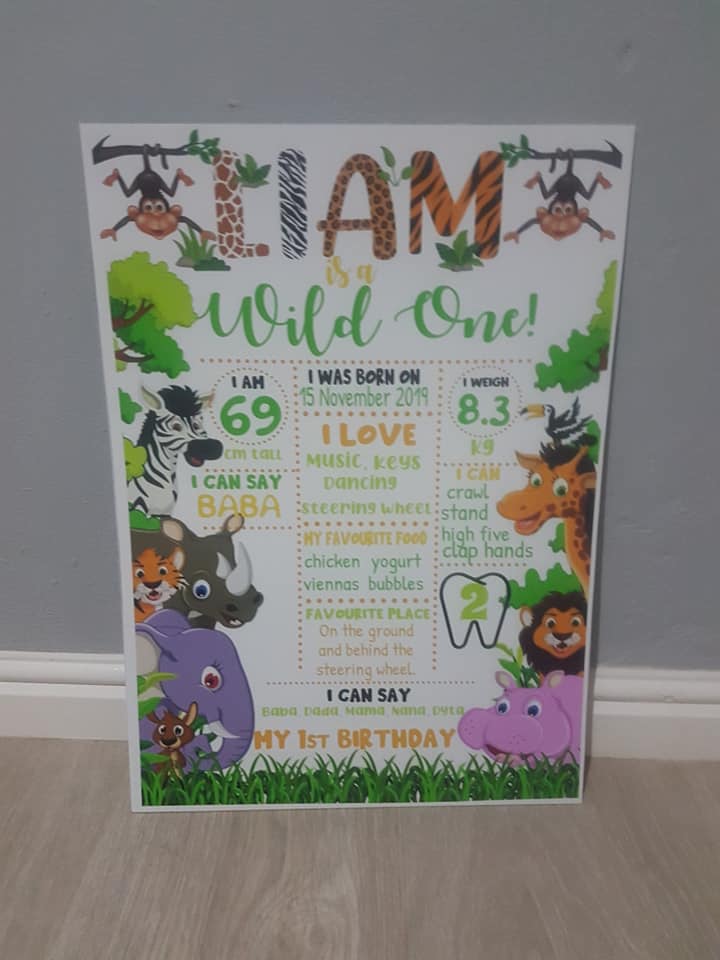 LIAM
is a
Wild One!
I AM
69
cm tall
I WAS BORN ON
15 November 2019
I WEIGH
8.3
kg
I CAN SAY
BABA
I LOVE
Music, Keys
Dancing
steering wheel
I CAN
crawl
stand
high five
clap hands
MY FAVOURITE FOOD
chicken yogurt
viennas bubbles
2
FAVOURITE PLACE
On the ground
and behind the
steering wheel.
I CAN SAY
Baba, Dada, Mama, Nana, Dyta
MY 1ST BIRTHDAY